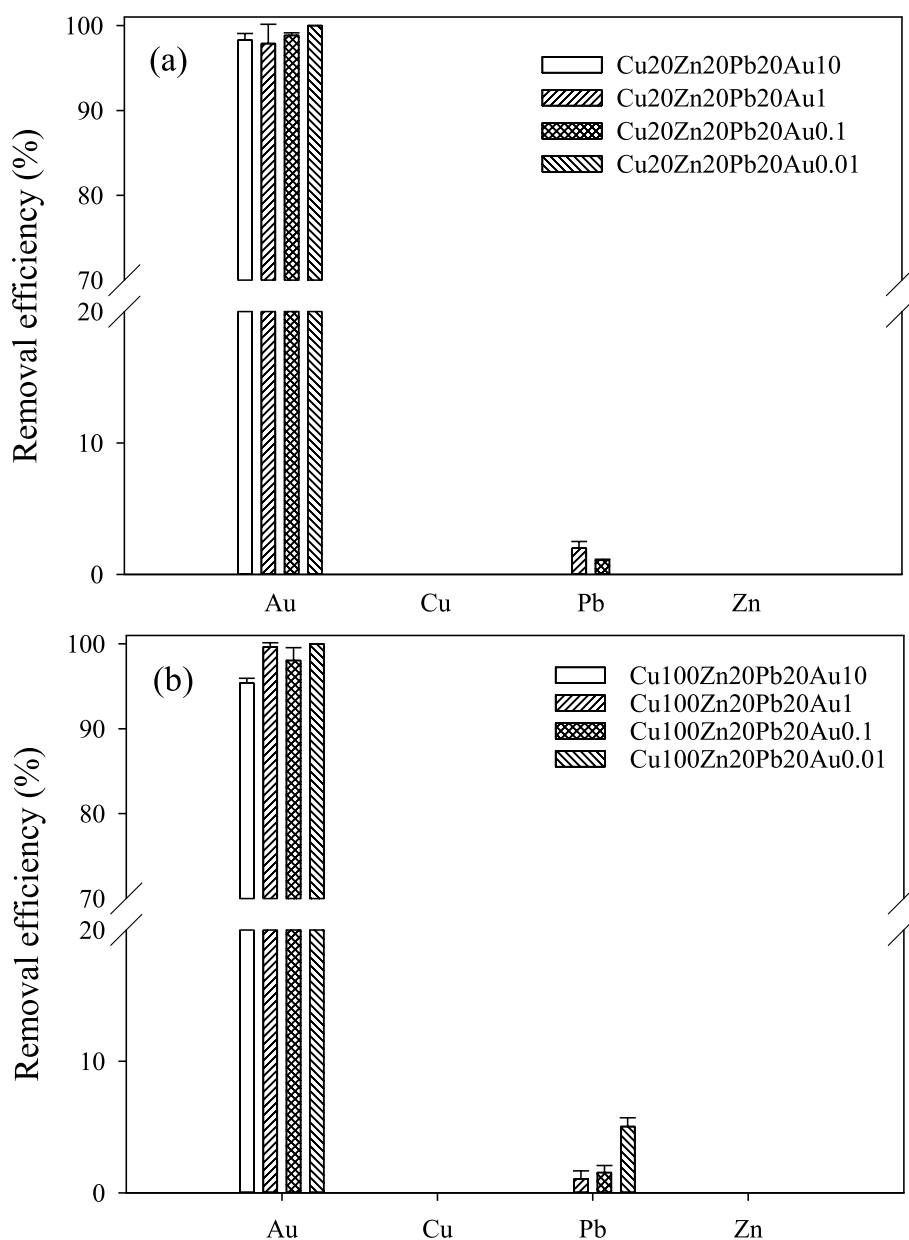 (a)
Cu20Zn20Pb20Au10
Cu20Zn20Pb20Au1
Cu20Zn20Pb20Au0.1
Cu20Zn20Pb20Au0.01
Removal efficiency (%)
100
90
80
70
20
10
0
Au Cu Pb Zn
(b)
Cu100Zn20Pb20Au10
Cu100Zn20Pb20Au1
Cu100Zn20Pb20Au0.1
Cu100Zn20Pb20Au0.01
Removal efficiency (%)
100
90
80
70
20
10
0
Au Cu Pb Zn